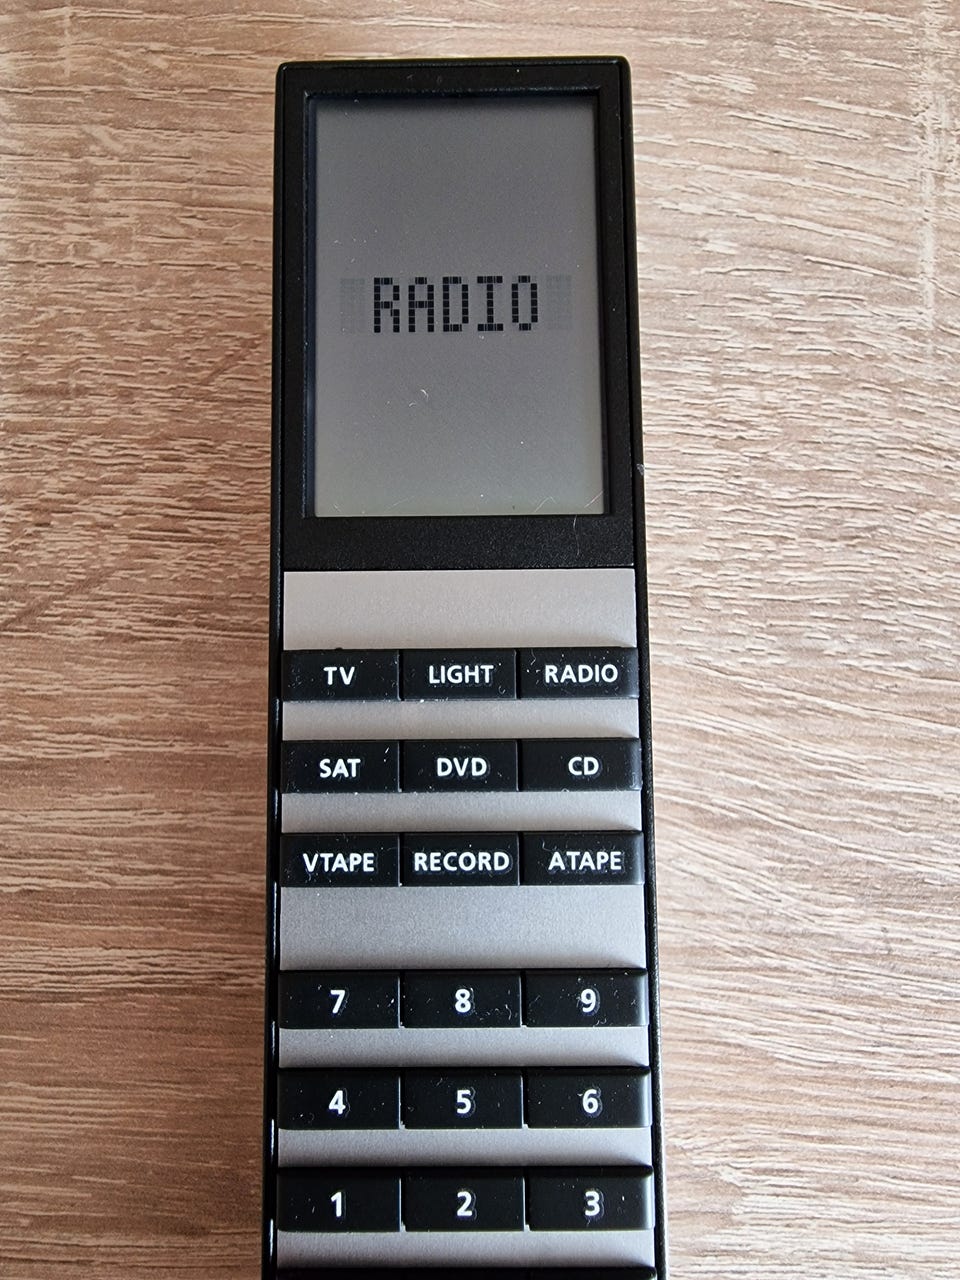 RADIO
TV LIGHT RADIO
SAT DVD CD
VTAPE RECORD ATAPE
7 8 9
4 5 6
1 2 3